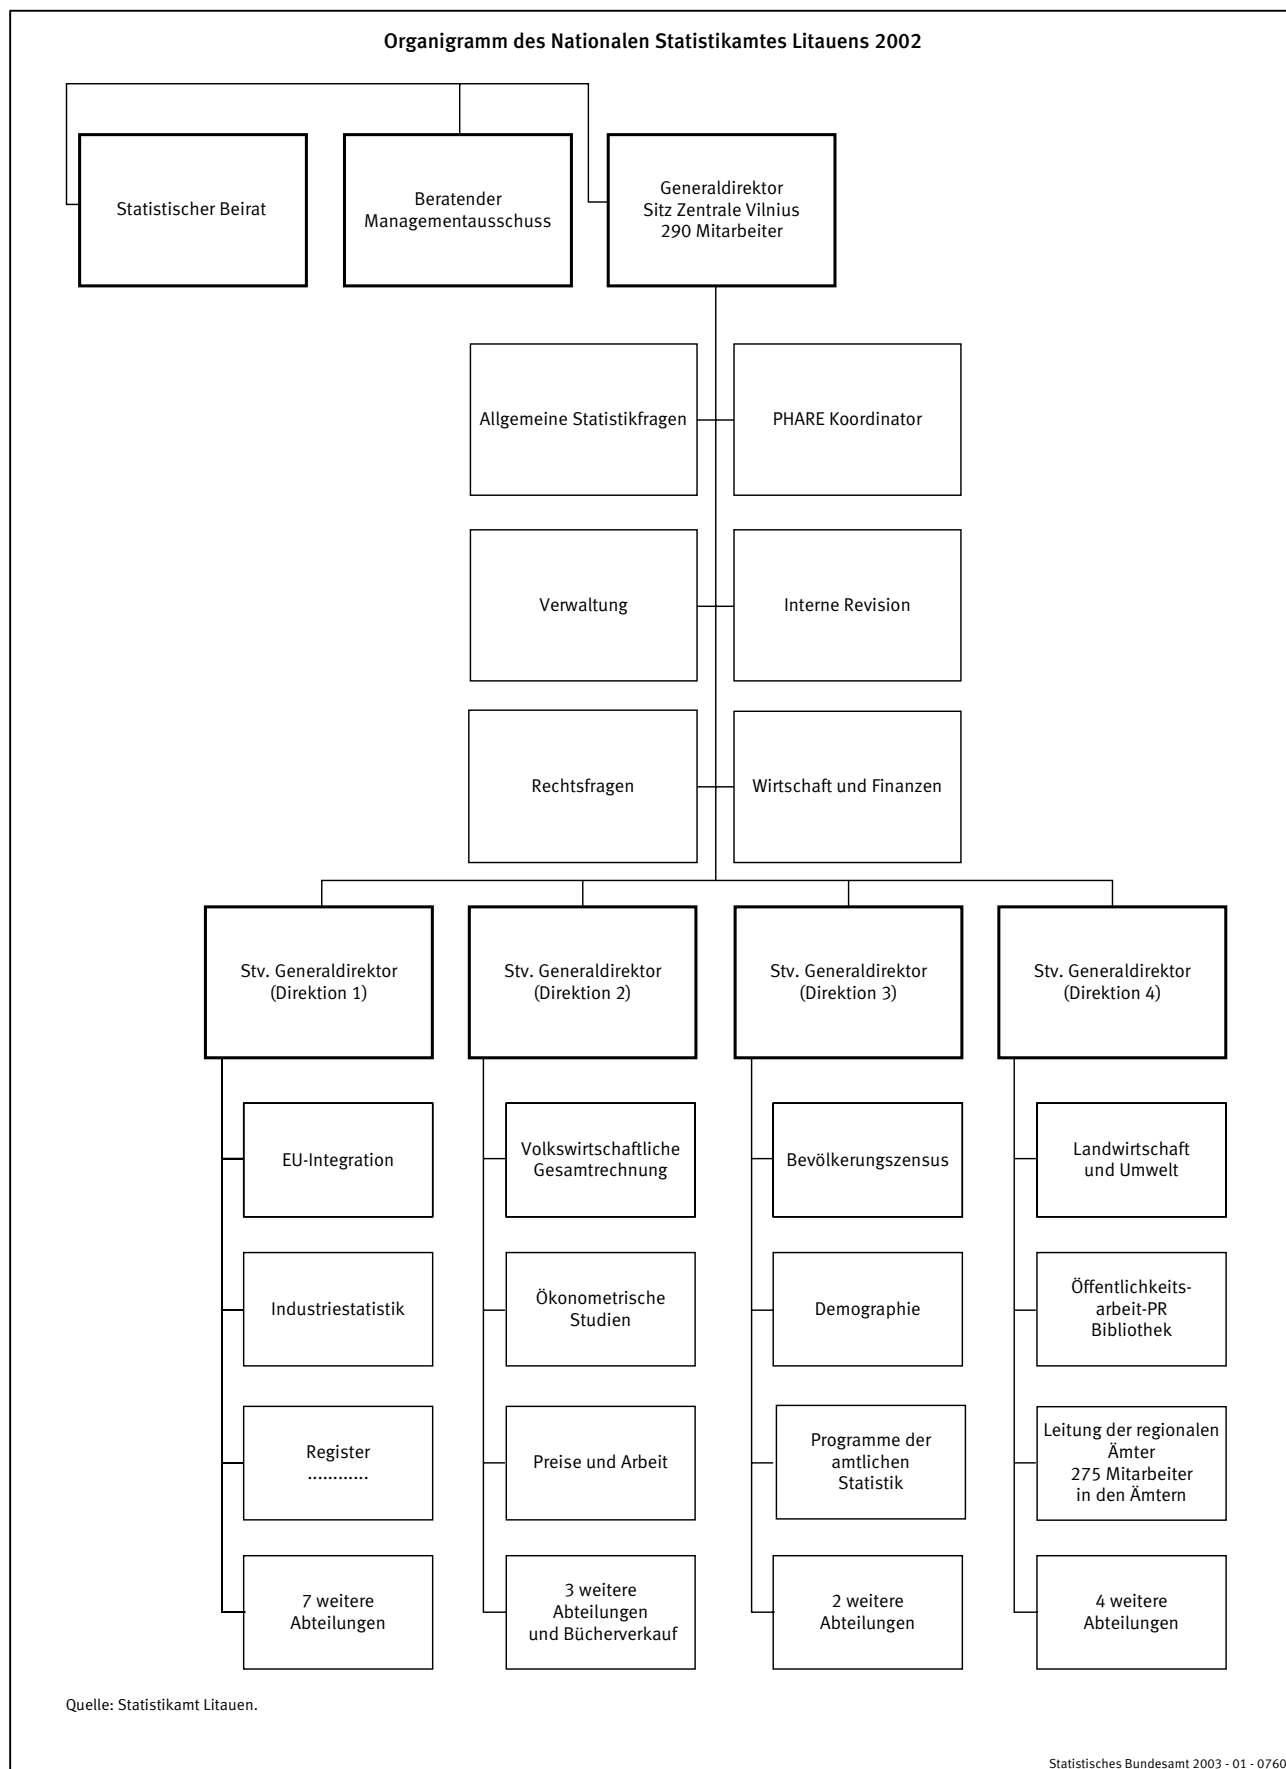 Organigramm des Nationalen Statistikamtes Litauens 2002
Statistischer Beirat
Beratender
Managementausschuss
Generaldirektor
Sitz Zentrale Vilnius
290 Mitarbeiter
Allgemeine Statistikfragen
PHARE Koordinator
Verwaltung
Interne Revision
Rechtsfragen
Wirtschaft und Finanzen
Stv. Generaldirektor
(Direktion 1)
Stv. Generaldirektor
(Direktion 2)
Stv. Generaldirektor
(Direktion 3)
Stv. Generaldirektor
(Direktion 4)
EU-Integration
Volkswirtschaftliche
Gesamtrechnung
Bevölkerungszensus
Landwirtschaft
und Umwelt
Industriestatistik
Ökonometrische
Studien
Demographie
Öffentlichkeits-
arbeit-PR
Bibliothek
Register
............
Preise und Arbeit
Programme der
amtlichen
Statistik
Leitung der regionalen
Ämter
275 Mitarbeiter
in den Ämtern
7 weitere
Abteilungen
3 weitere
Abteilungen
und Bücherverkauf
2 weitere
Abteilungen
4 weitere
Abteilungen
Quelle: Statistikamt Litauen.
Statistisches Bundesamt 2003 - 01 - 0760